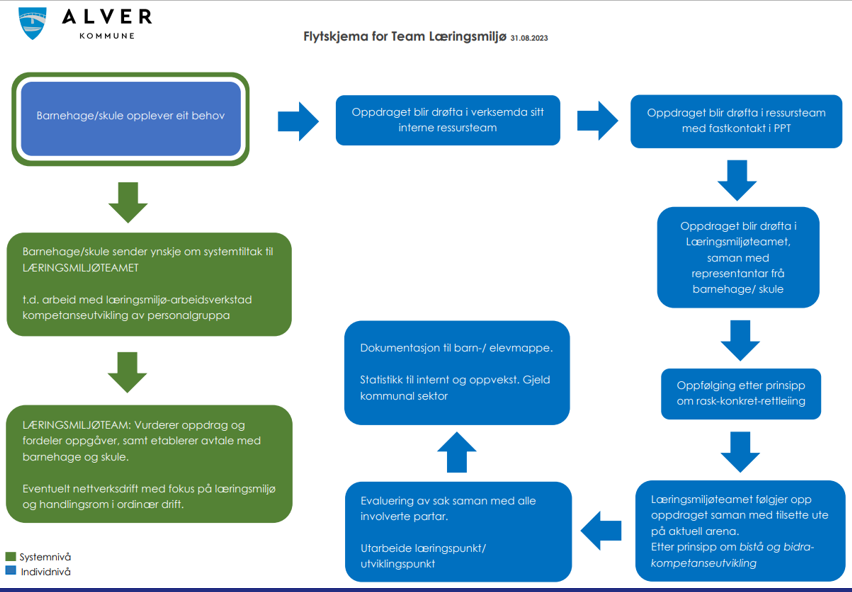 ALVER
KOMMUNE
Flytskjema for Team Læringsmiljø 31.08.2023
Barnehage/skule opplever eit behov
Oppdraget blir drøfta i verksemda sitt
interne ressursteam
Oppdraget blir drøfta i ressursteam
med fastkontakt i PPT
Oppdraget blir drøfta i
Læringsmiljøteamet,
saman med
representantar frå
barnehage/ skule
Oppfølging etter prinsipp
om rask-konkret-rettleiing
Læringsmiljøteamet følgjer opp
oppdraget saman med tilsette ute
på aktuell arena.
Etter prinsipp om bistå og bidra-
kompetanseutvikling
Evaluering av sak saman med alle
involverte partar.
Utarbeide læringspunkt/
utviklingspunkt
Dokumentasjon til barn-/ elevmappe.
Statistikk til internt og oppvekst. Gjeld
kommunal sektor
Barnehage/skule sender ynskje om systemtiltak til
LÆRINGSMILJØTEAMET
t.d. arbeid med læringsmiljø-arbeidsverkstad
kompetanseutvikling av personalgruppa
LÆRINGSMILJØTEAM: Vurderer oppdrag og
fordeler oppgåver, samt etablerer avtale med
barnehage og skule.
Eventuelt nettverksdrift med fokus på læringsmiljø
og handlingsrom i ordinær drift.
Systemnivå
Individnivå